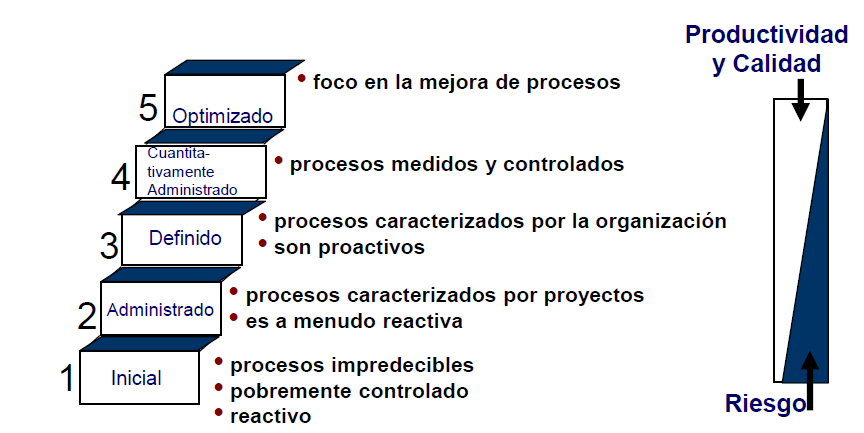 Productividad
y Calidad
5
Optimizado
• foco en la mejora de procesos
4
Cuantita-
tivamente
Administrado
• procesos medidos y controlados
3
Definido
• procesos caracterizados por la organización
• son proactivos
2
Administrado
• procesos caracterizados por proyectos
• es a menudo reactiva
1
Inicial
• procesos impredecibles
• pobremente controlado
• reactivo
Riesgo